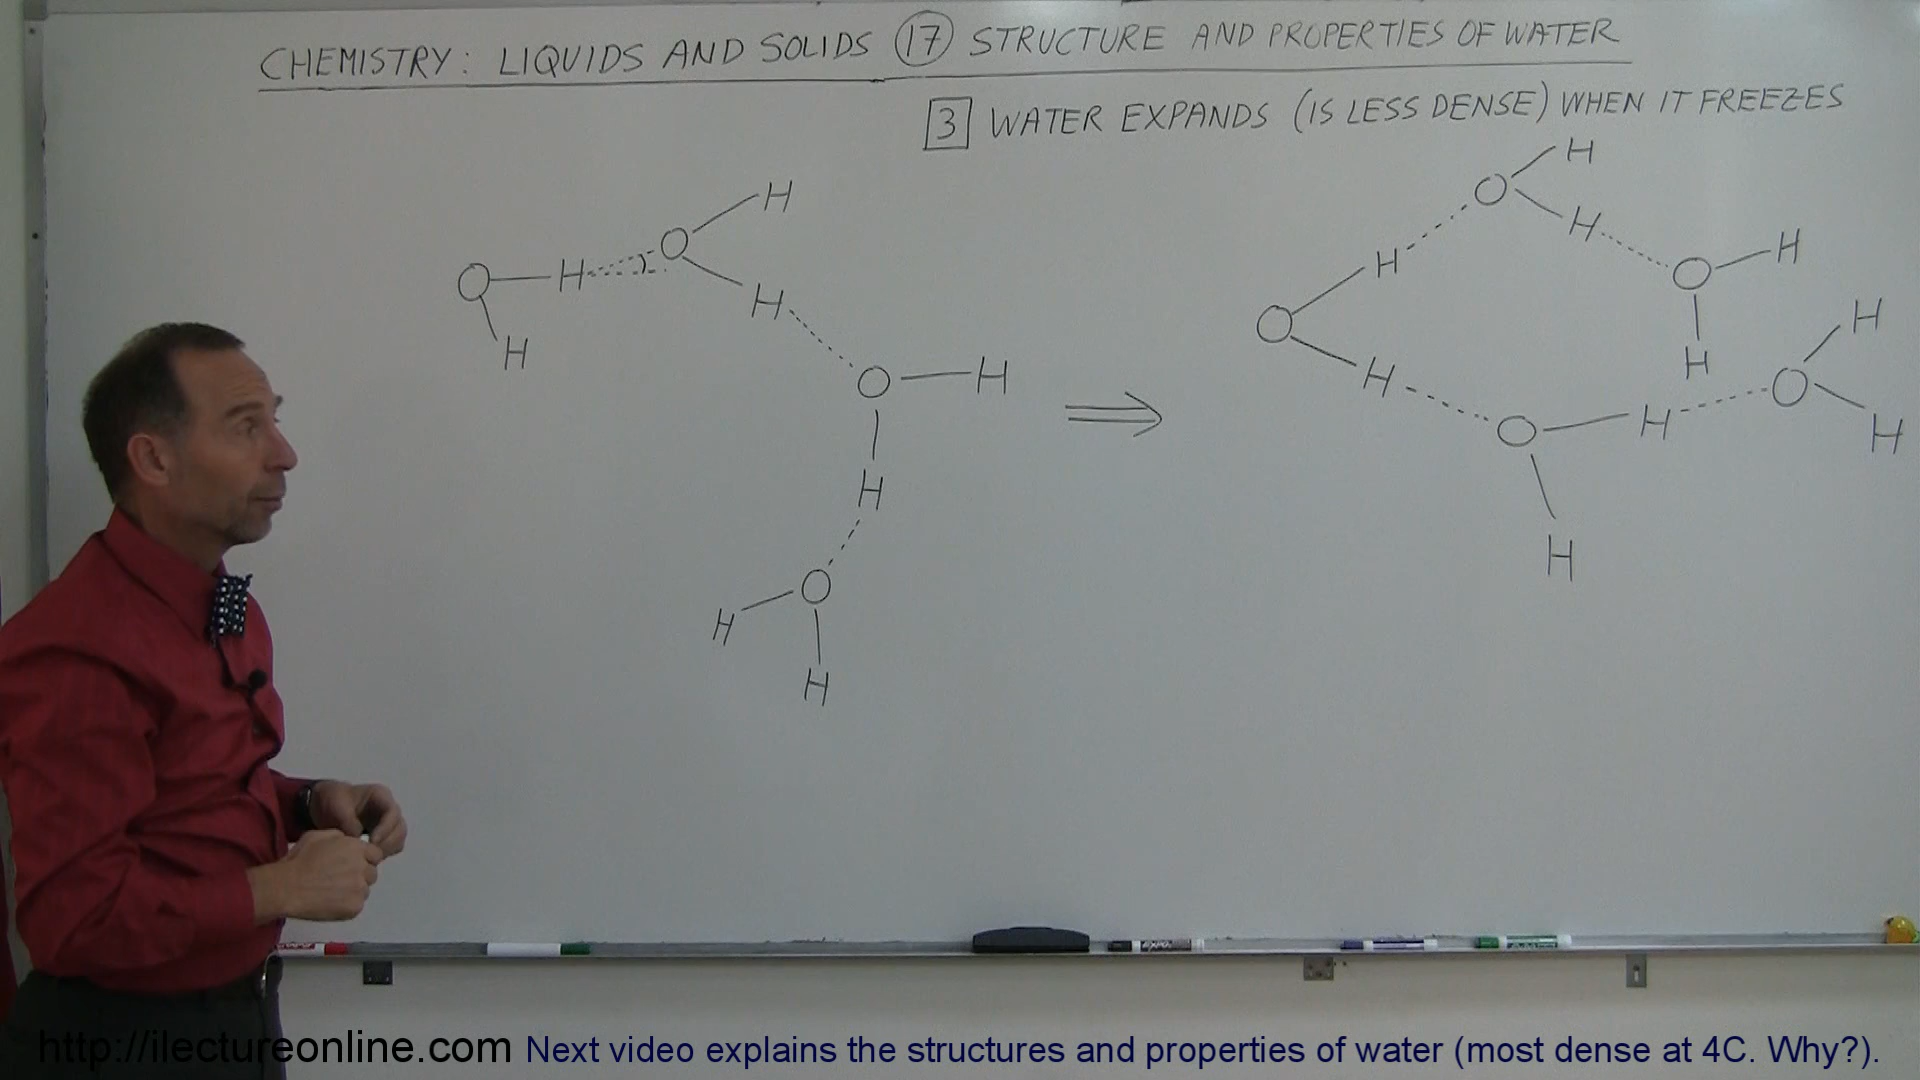 CHEMISTRY: LIQUIDS AND SOLIDS 17 STRUCTURE AND PROPERTIES OF WATER
3 WATER EXPANDS (IS LESS DENSE) WHEN IT FREEZES
H
O
H
O
H
H
H
O
H
H
O
H
H
⇒
O
H
H
O
H
H
O
H
H
O
H
H
O
H
H
EXPO
http://ilectureonline.com Next video explains the structures and properties of water (most dense at 4C. Why?).